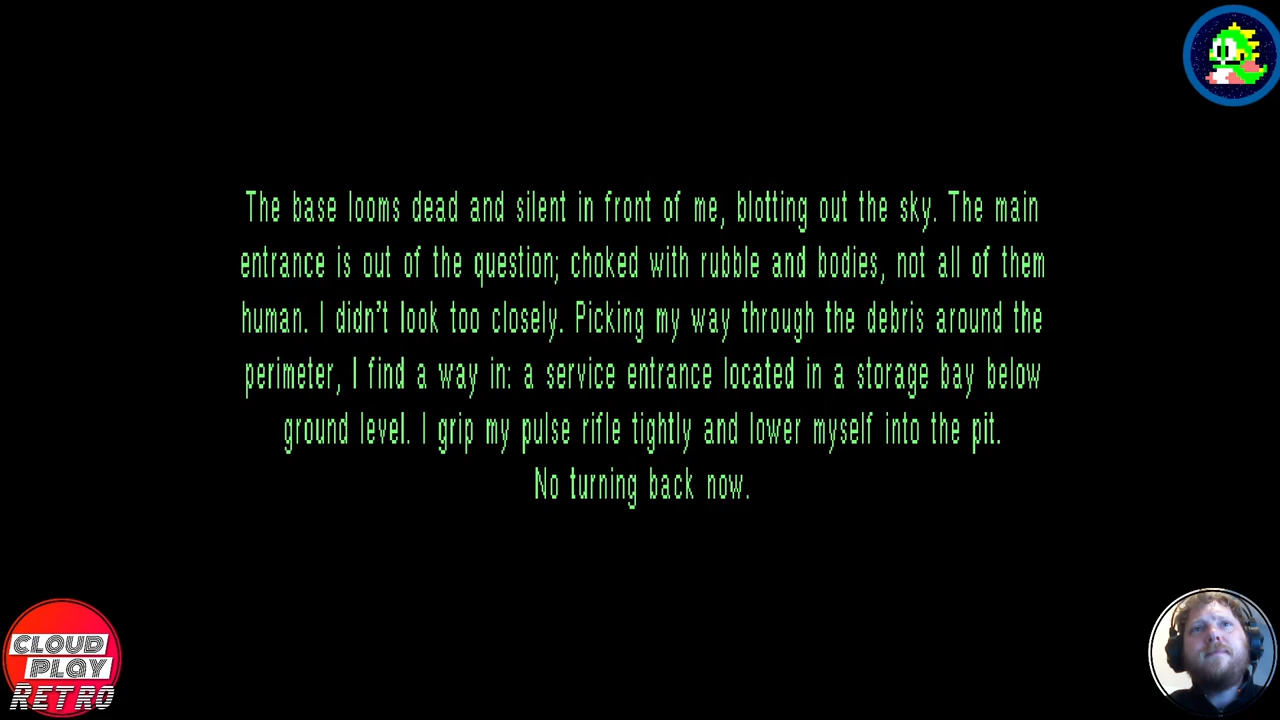 The base looms dead and silent in front of me, blotting out the sky. The main
entrance is out of the question; choked with rubble and bodies, not all of them
human. I didn't look too closely. Picking my way through the debris around the
perimeter, I find a way in: a service entrance located in a storage bay below
ground level. I grip my pulse rifle tightly and lower myself into the pit.
No turning back now.
CLOUD
PLAY
RETRO